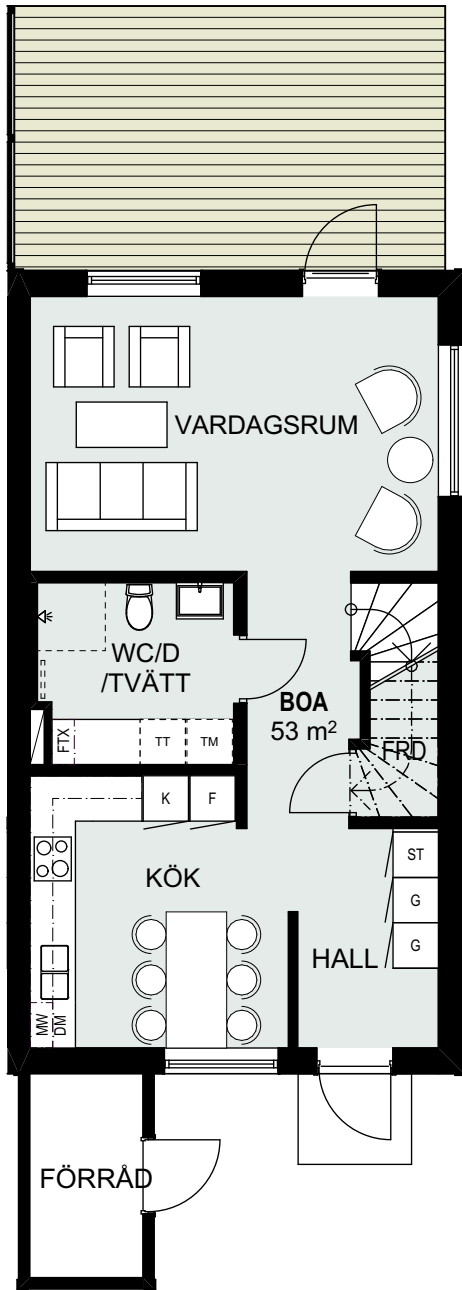 VARDAGSRUM
WC/D
/TVÄTT
BOA
53 m²
FTX
TT
TM
FRD
K
F
KÖK
ST
G
G
HALL
MW
DM
FÖRRÅD